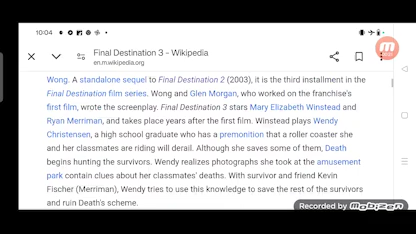 10:04
Final Destination 3 - Wikipedia
en.m.wikipedia.org
Wong. A standalone sequel to Final Destination 2 (2003), it is the third installment in the
Final Destination film series. Wong and Glen Morgan, who worked on the franchise's
first film, wrote the screenplay. Final Destination 3 stars Mary Elizabeth Winstead and
Ryan Merriman, and takes place years after the first film. Winstead plays Wendy
Christensen, a high school graduate who has a premonition that a roller coaster she
and her classmates are riding will derail. Although she saves some of them, Death
begins hunting the survivors. Wendy realizes photographs she took at the amusement
park contain clues about her classmates' deaths. With survivor and friend Kevin
Fischer (Merriman), Wendy tries to use this knowledge to save the rest of the survivors
and ruin Death's scheme.
Recorded by MOBIZEN